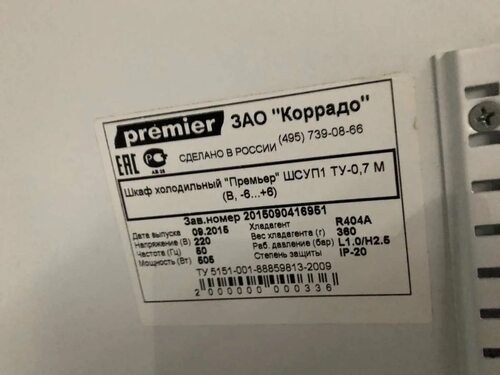 premier ЗАО "Коррадо"
(495) 739-08-66
EAC РС АЯ 46 СДЕЛАНО В РОССИИ
Шкаф холодильный "Премьер" ШСУП1 ТУ-0,7 М
(В, -6...+6)
Зав.номер 2015090416951
Дата выпуска 09.2015 Хладагент R404A
Напряжение (В) 220 Вес хладагента (г) 360
Частота (Гц) 50 Раб. давление (бар) L1.0/H2.5
Мощность (Вт) 505 Степень защиты IP-20
ТУ 5151-001-88859813-2009
2 000000 000336